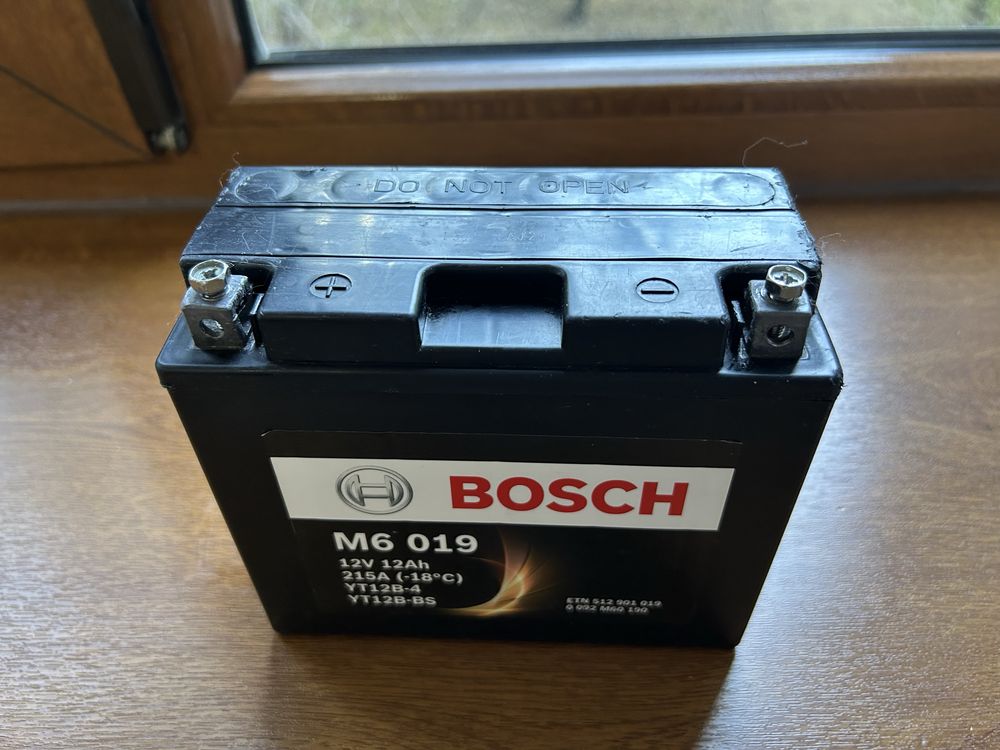 DO NOT OPEN
+ −
BOSCH
M6 019
12V 12Ah
215A (-18°C)
YT12B-4
YT12B-BS
ETN 512 901 019
0 092 M60 190